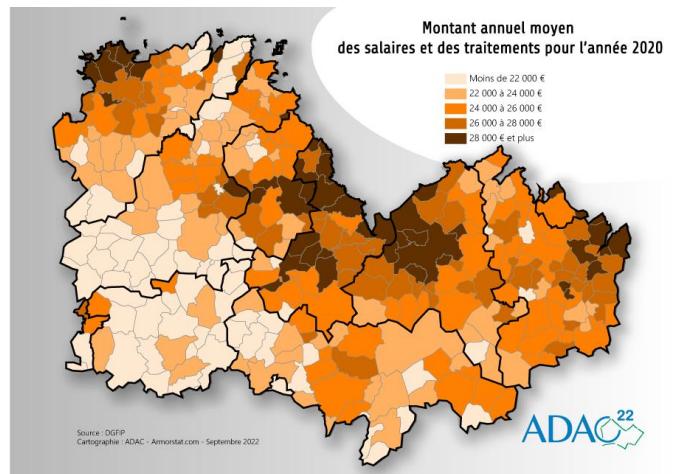 Montant annuel moyen
des salaires et des traitements pour l'année 2020
Moins de 22 000 €
22 000 à 24 000 €
24 000 à 26 000 €
26 000 à 28 000 €
28 000 € et plus
Source : DGFIP
Cartographie : ADAC - Armorstat.com - Septembre 2022
ADAC 22